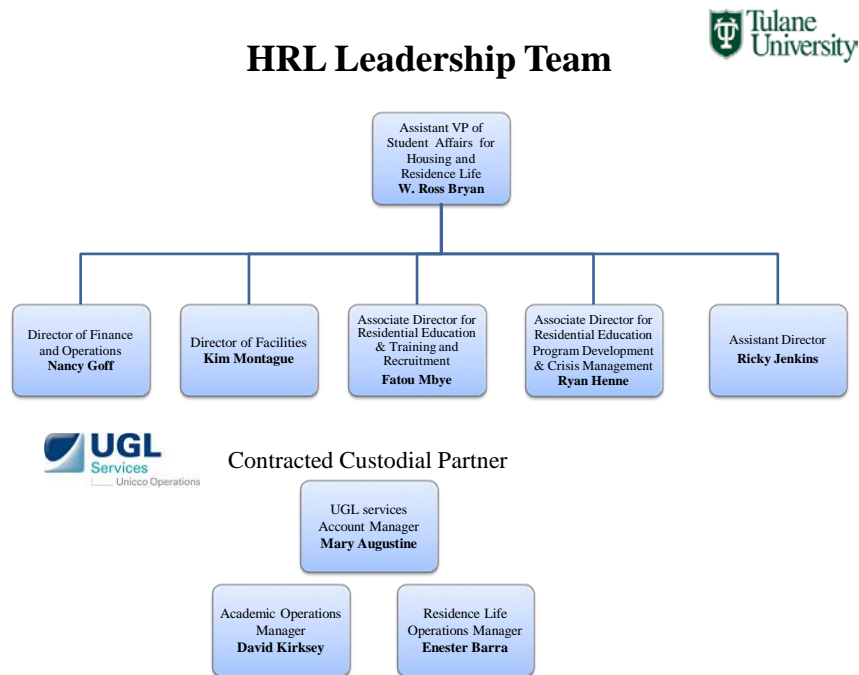 Tulane
University
HRL Leadership Team
Assistant VP of
Student Affairs for
Housing and
Residence Life
W. Ross Bryan
Director of Finance
and Operations
Nancy Goff
Director of Facilities
Kim Montague
Associate Director for
Residential Education
& Training and
Recruitment
Fatou Mbye
Associate Director for
Residential Education
Program Development
& Crisis Management
Ryan Henne
Assistant Director
Ricky Jenkins
UGL
Services
Unicco Operations
Contracted Custodial Partner
UGL services
Account Manager
Mary Augustine
Academic Operations
Manager
David Kirksey
Residence Life
Operations Manager
Enester Barra